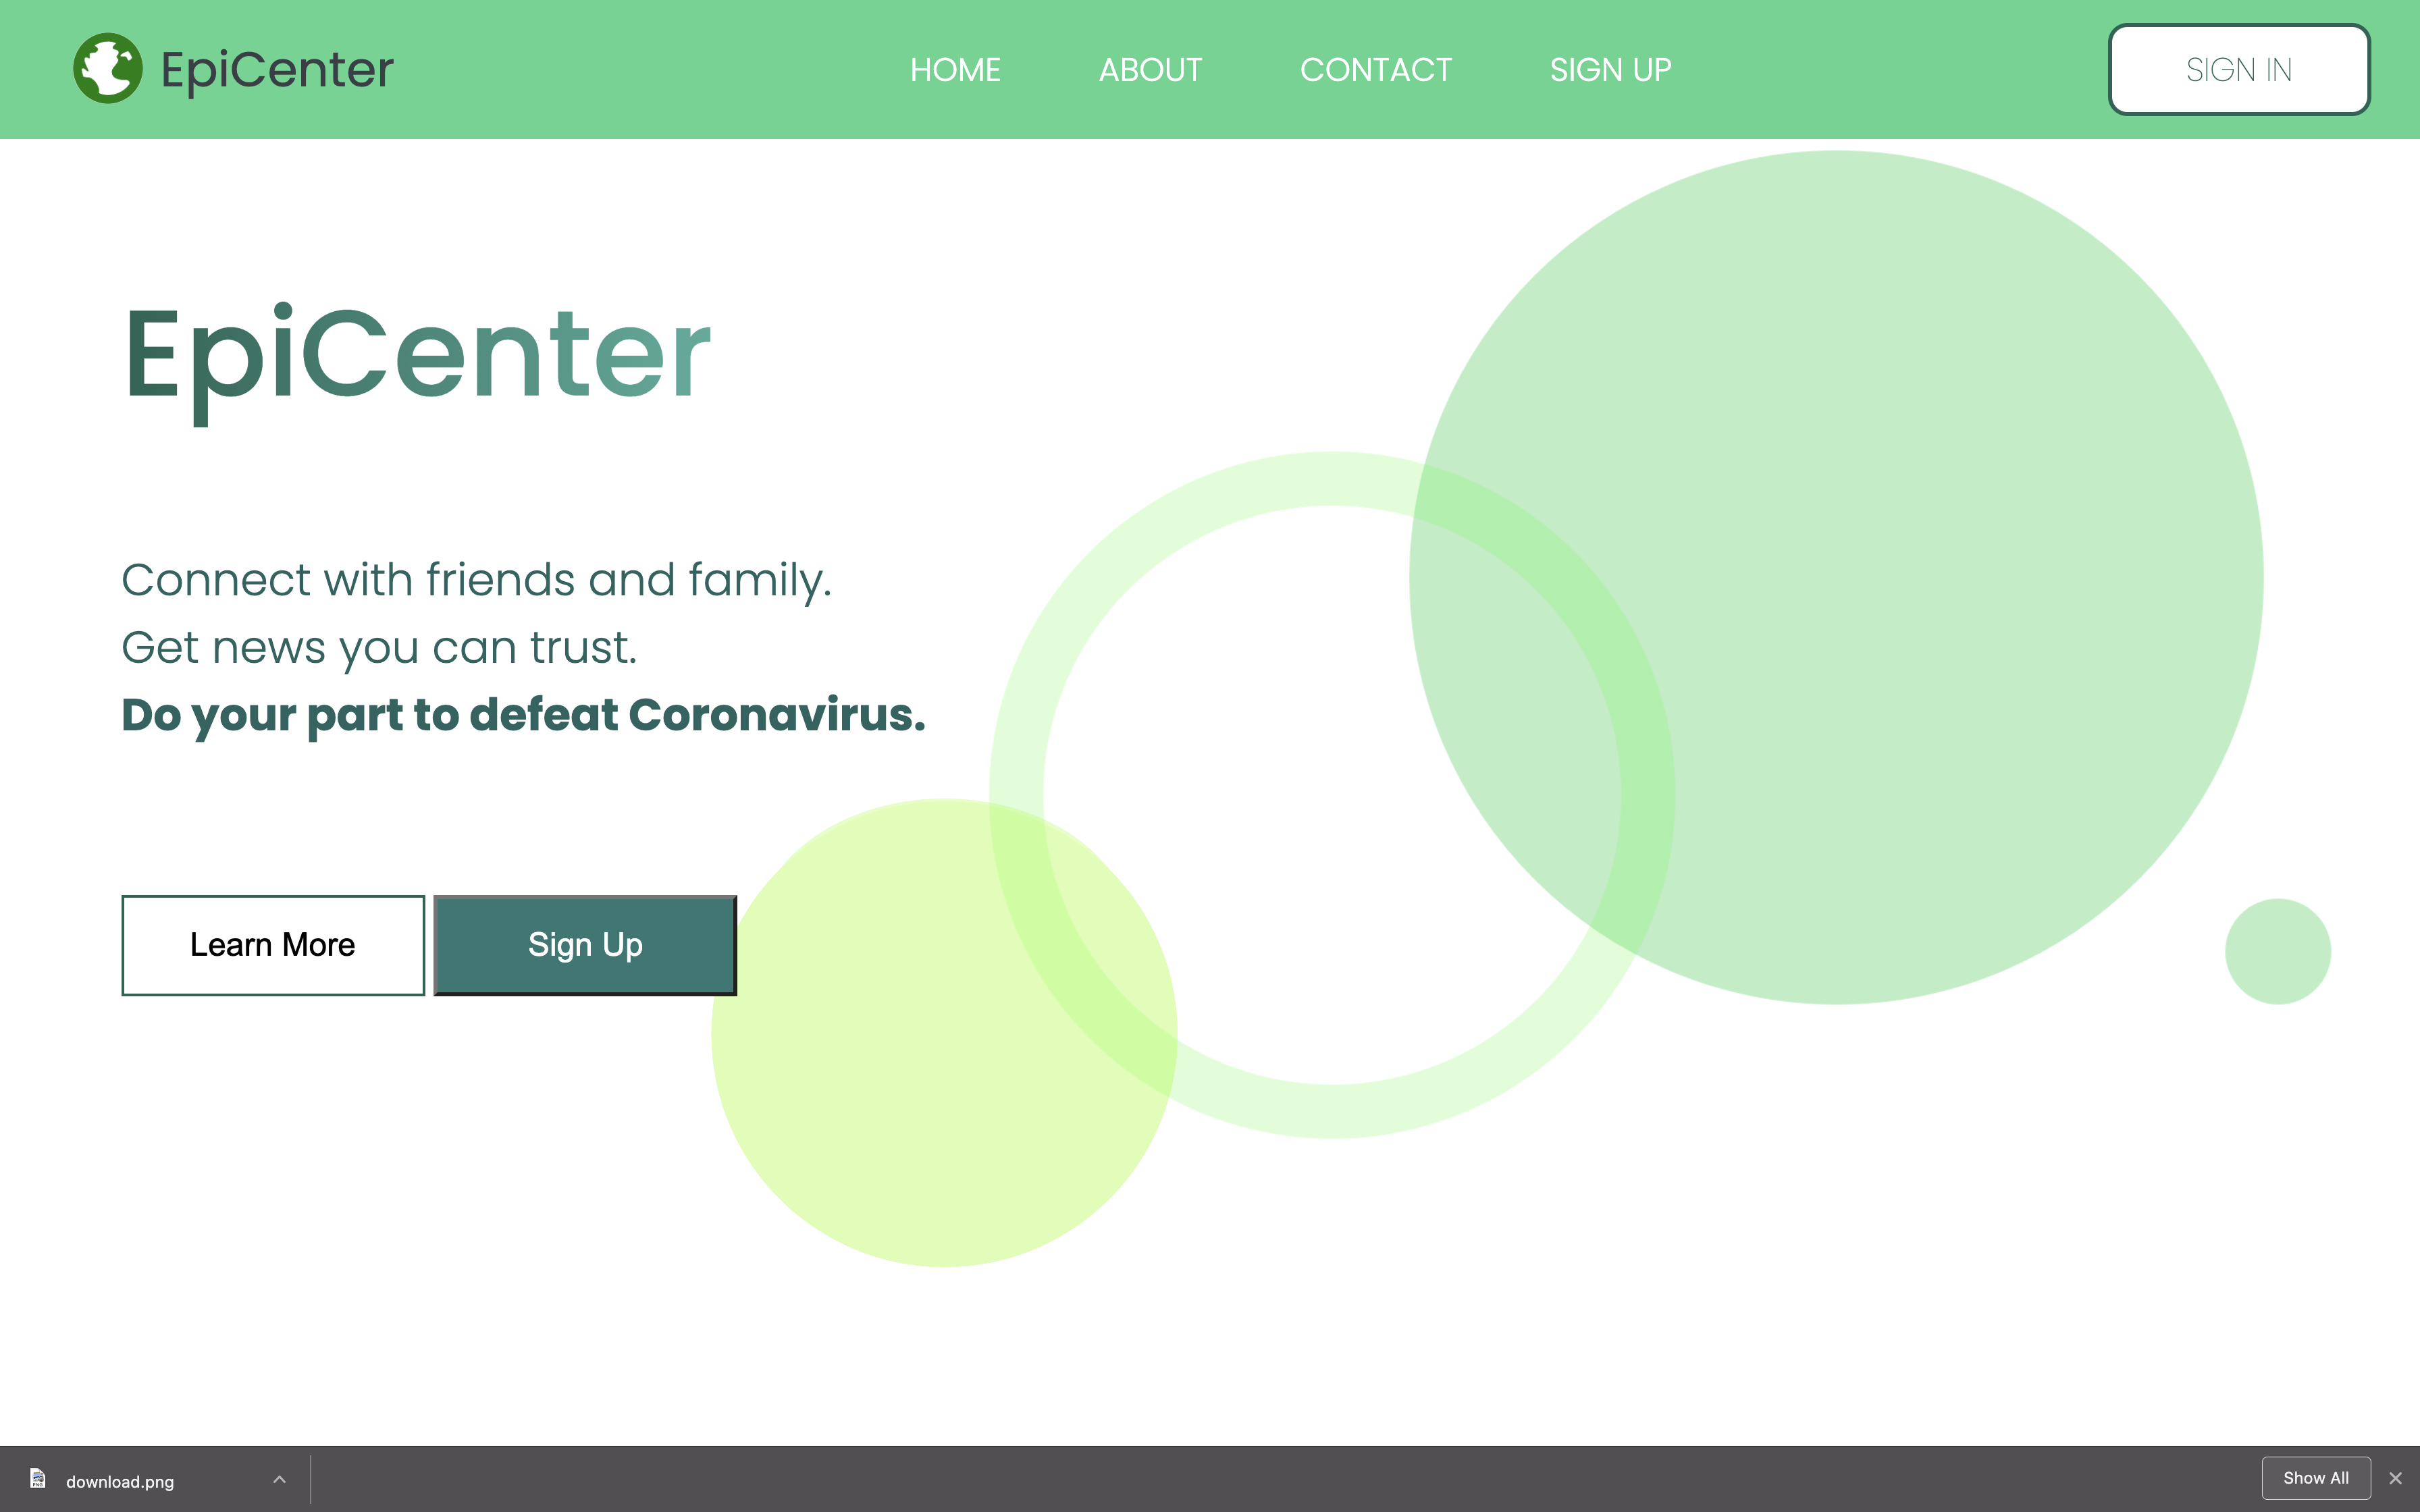 EpiCenter
HOME ABOUT CONTACT SIGN UP
SIGN IN
EpiCenter
Connect with friends and family.
Get news you can trust.
Do your part to defeat Coronavirus.
Learn More Sign Up
download.png
Show All